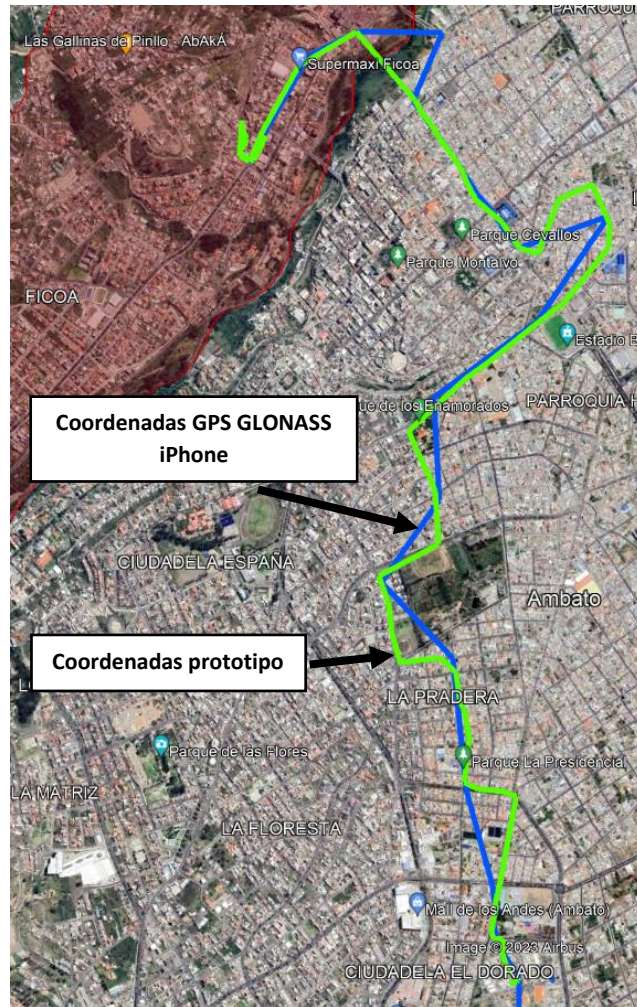 PARROQU
Las Gallinas de Pinllo - AbAkA
Supermaxi Ficoa
Parque Cevallos
Parque Montalvo
FICOA
Estadio B
ue de los Enamorados
PARROQUIA H
Coordenadas GPS GLONASS
iPhone
CIUDADELA ESPAÑA
Ambato
Coordenadas prototipo
LA PRADERA
Parque de las Flores
Parque La Presidencial
LA MATRIZ
LA FLORESTA
Mall de los Andes (Ambato)
Image © 2023 Airbus
CIUDADELA EL DORADO